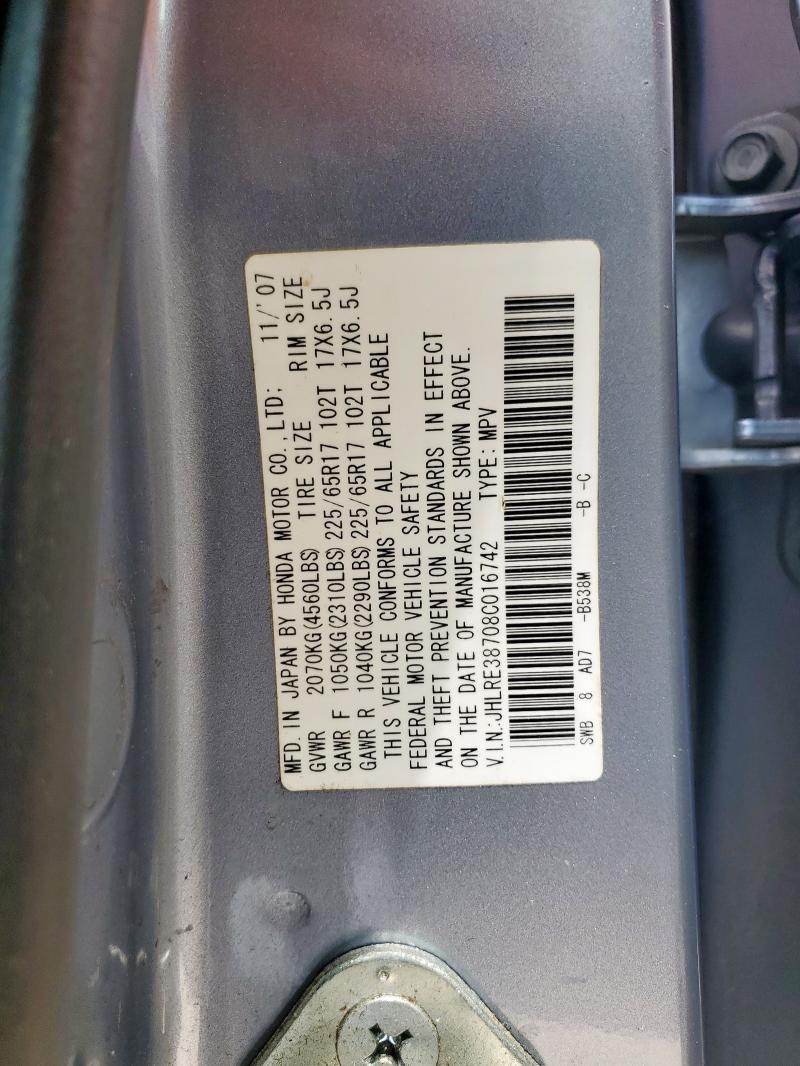 MFD. IN JAPAN BY HONDA MOTOR CO.,LTD; 11/'07
GVWR 2070KG(4560LBS) TIRE SIZE RIM SIZE
GAWR F 1050KG(2310LBS)225/65R17 102T 17X6.5J
GAWR R 1040KG(2290LBS)225/65R17 102T 17X6.5J
THIS VEHICLE CONFORMS TO ALL APPLICABLE
FEDERAL MOTOR VEHICLE SAFETY
AND THEFT PREVENTION STANDARDS IN EFFECT
ON THE DATE OF MANUFACTURE SHOWN ABOVE.
V.I.N.:JHLRE38708C016742 TYPE: MPV
SWB 8 AD7 -B538M -B -C